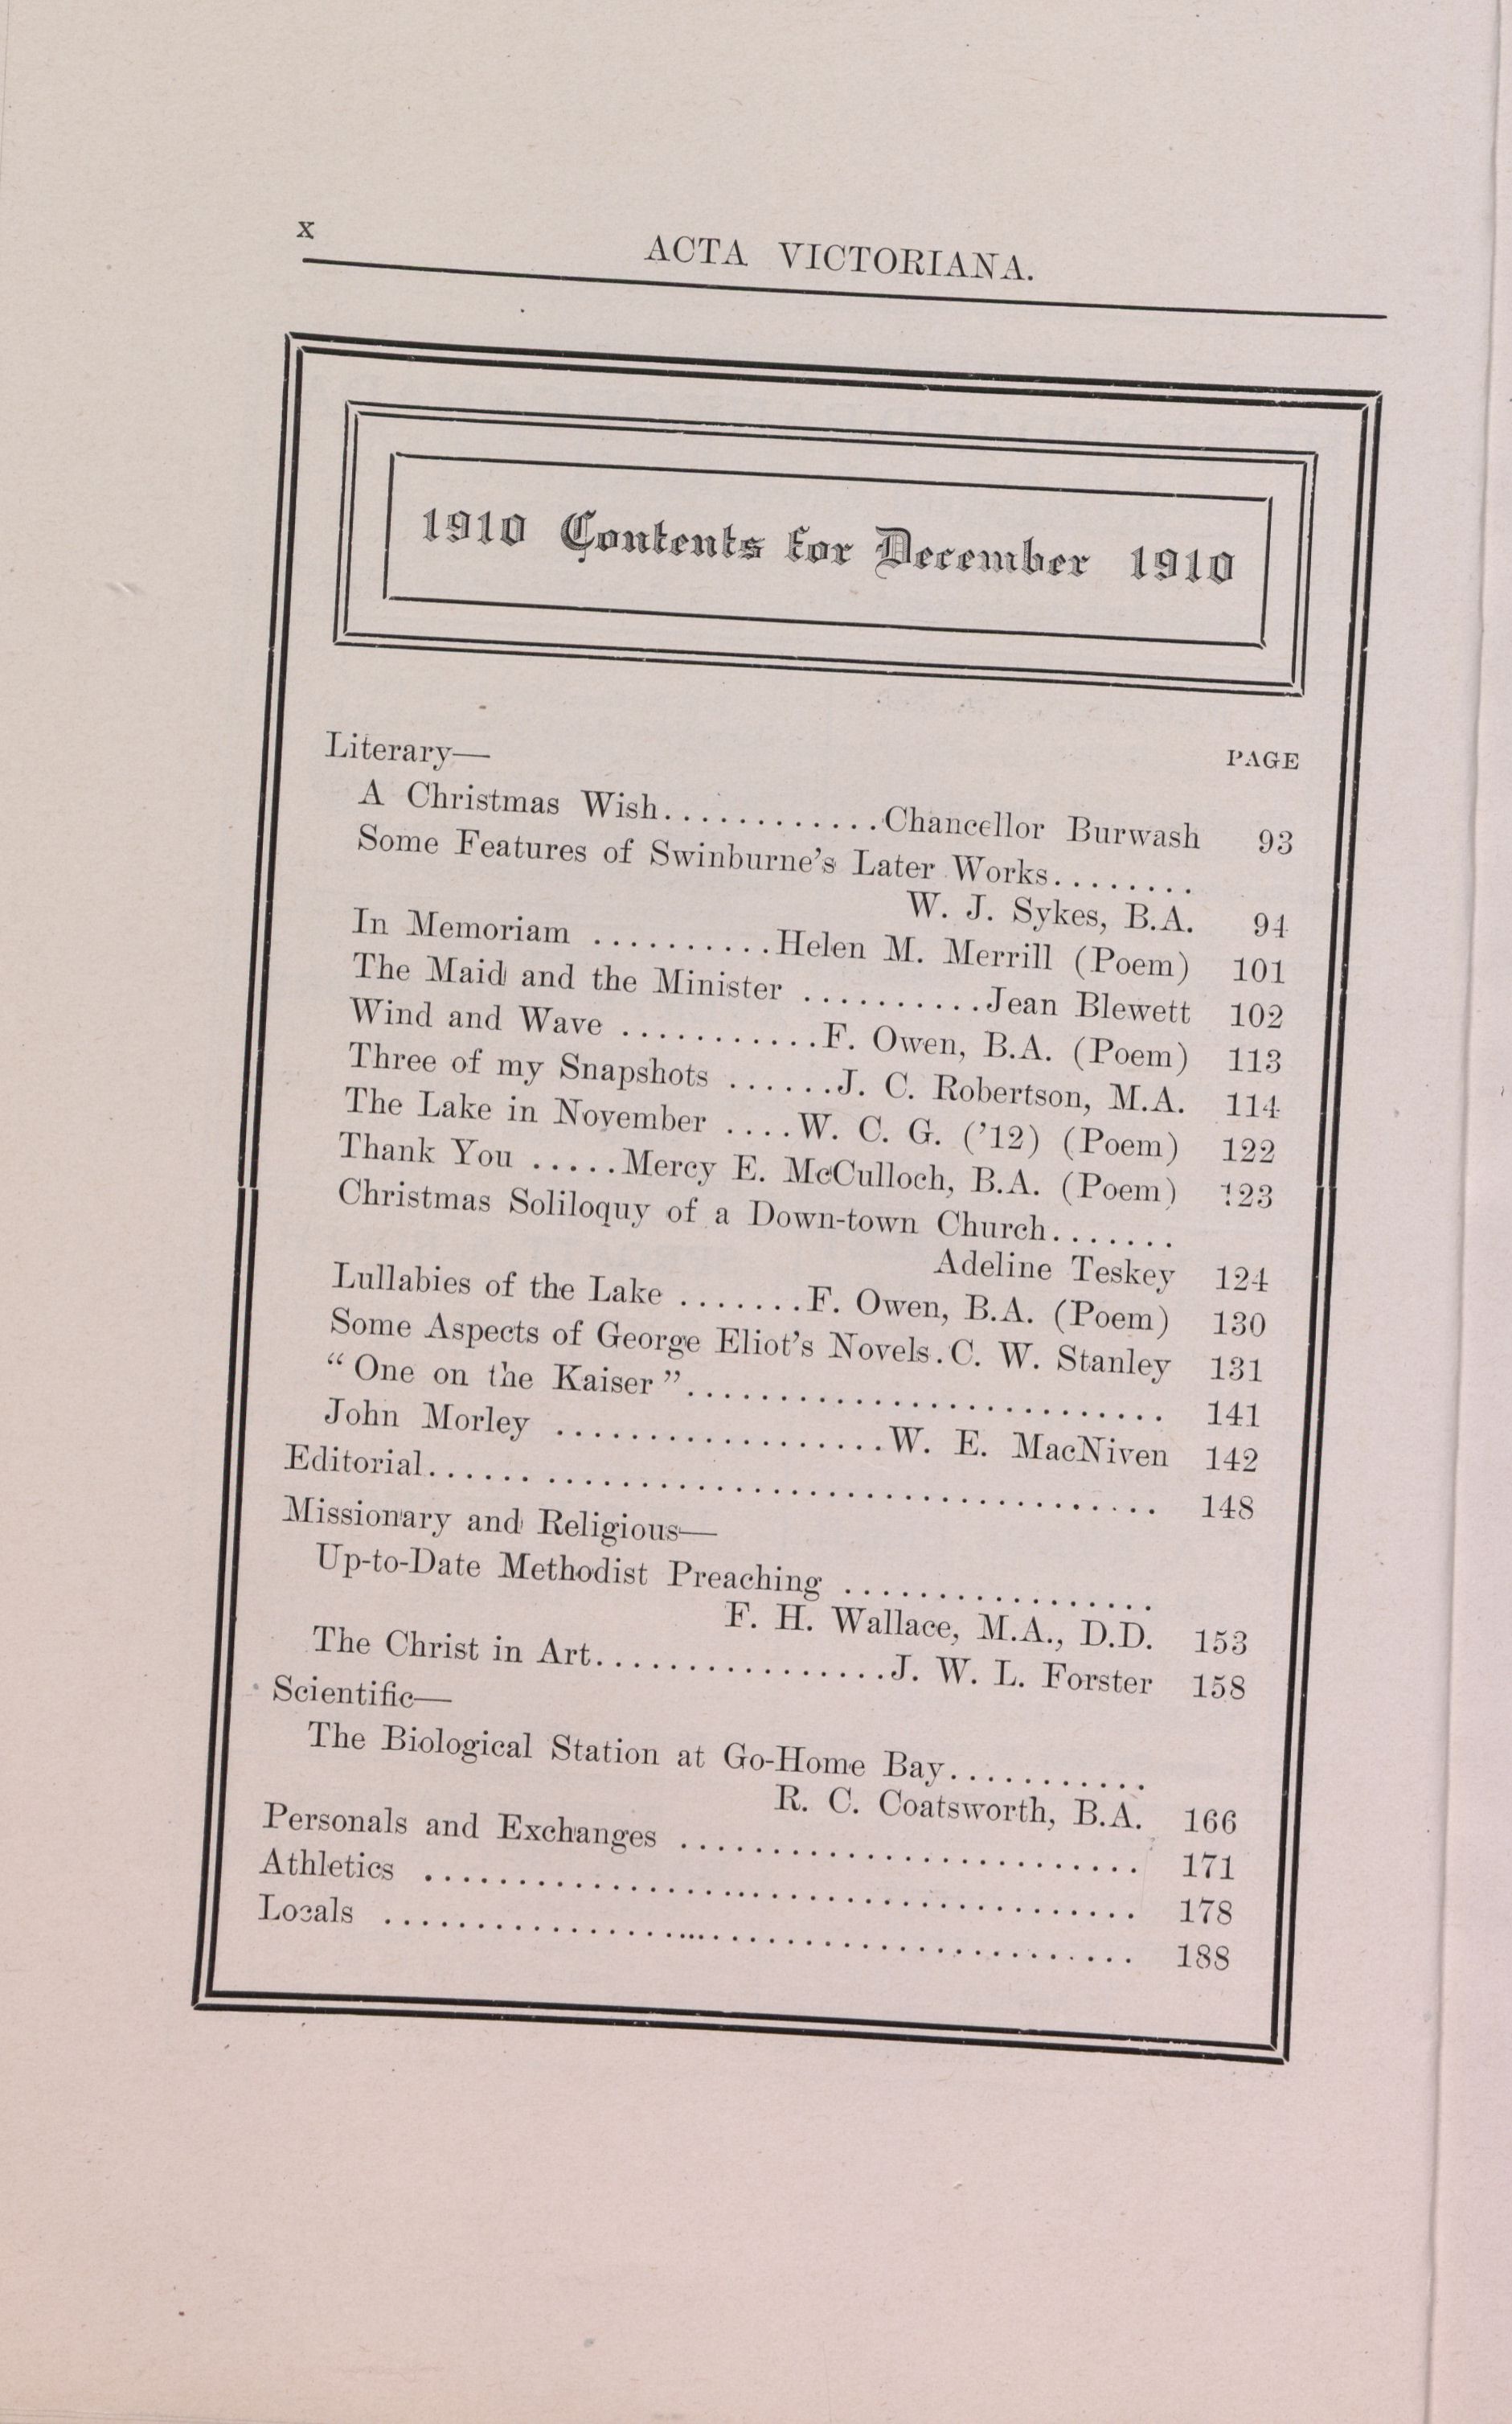 x
ACTA VICTORIANA.
1910 Contents for December 1910
Literary— PAGE
A Christmas Wish............Chancellor Burwash 93
Some Features of Swinburne's Later Works........
W. J. Sykes, B.A. 94
In Memoriam ..........Helen M. Merrill (Poem) 101
The Maid and the Minister ..........Jean Blewett 102
Wind and Wave ...........F. Owen, B.A. (Poem) 113
Three of my Snapshots ......J. C. Robertson, M.A. 114
The Lake in November ....W. C. G. ('12) (Poem) 122
Thank You .....Mercy E. McCulloch, B.A. (Poem) 123
Christmas Soliloquy of a Down-town Church.......
Adeline Teskey 124
Lullabies of the Lake .......F. Owen, B.A. (Poem) 130
Some Aspects of George Eliot's Novels.C. W. Stanley 131
“One on the Kaiser”.......................... 141
John Morley ..................W. E. MacNiven 142
Editorial........................................ 148
Missionary and Religious—
Up-to-Date Methodist Preaching .................
F. H. Wallace, M.A., D.D. 153
The Christ in Art................J. W. L. Forster 158
Scientific—
The Biological Station at Go-Home Bay...........
R. C. Coatsworth, B.A. 166
Personals and Exchanges ......................... 171
Athletics ....................................... 178
Locals ......................................... 188